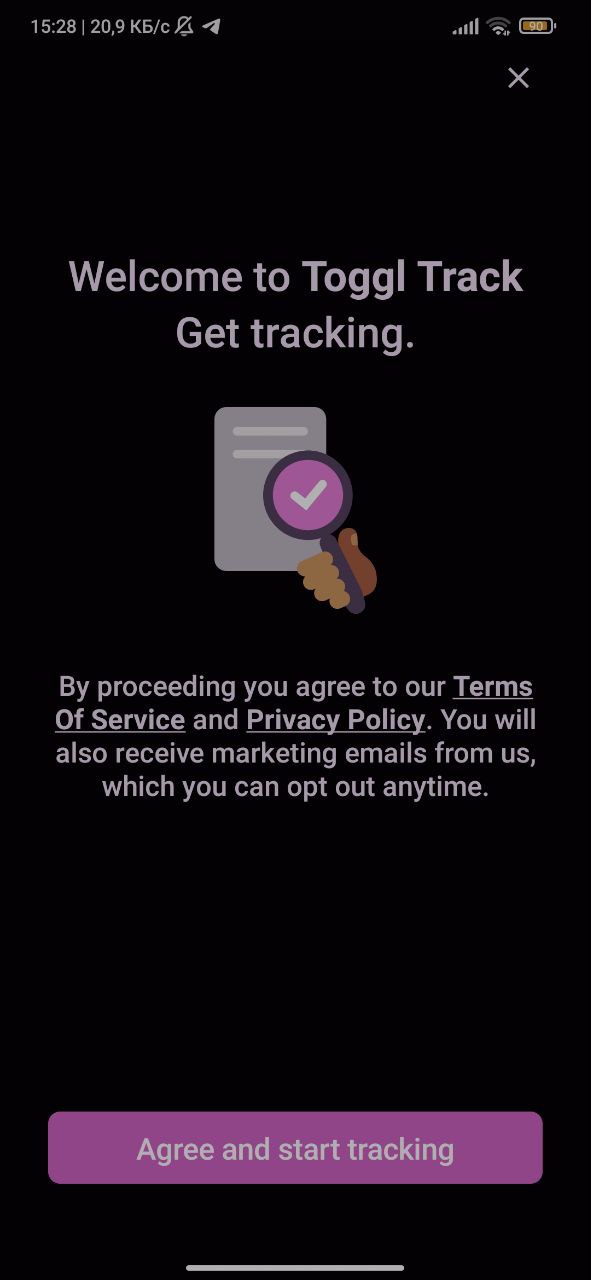 15:28 | 20,9 КБ/с
90
Welcome to Toggl Track
Get tracking.
By proceeding you agree to our Terms
Of Service and Privacy Policy. You will
also receive marketing emails from us,
which you can opt out anytime.
Agree and start tracking